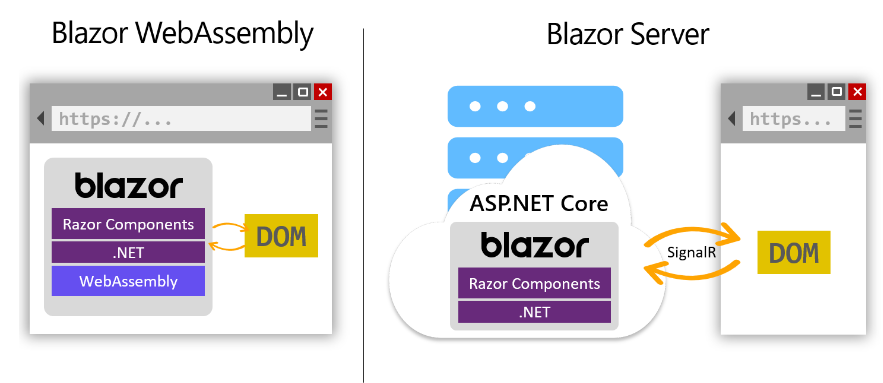 Blazor WebAssembly
https://...
blazor
Razor Components
.NET
WebAssembly
DOM
Blazor Server
ASP.NET Core
blazor
Razor Components
.NET
SignalR
https...
DOM